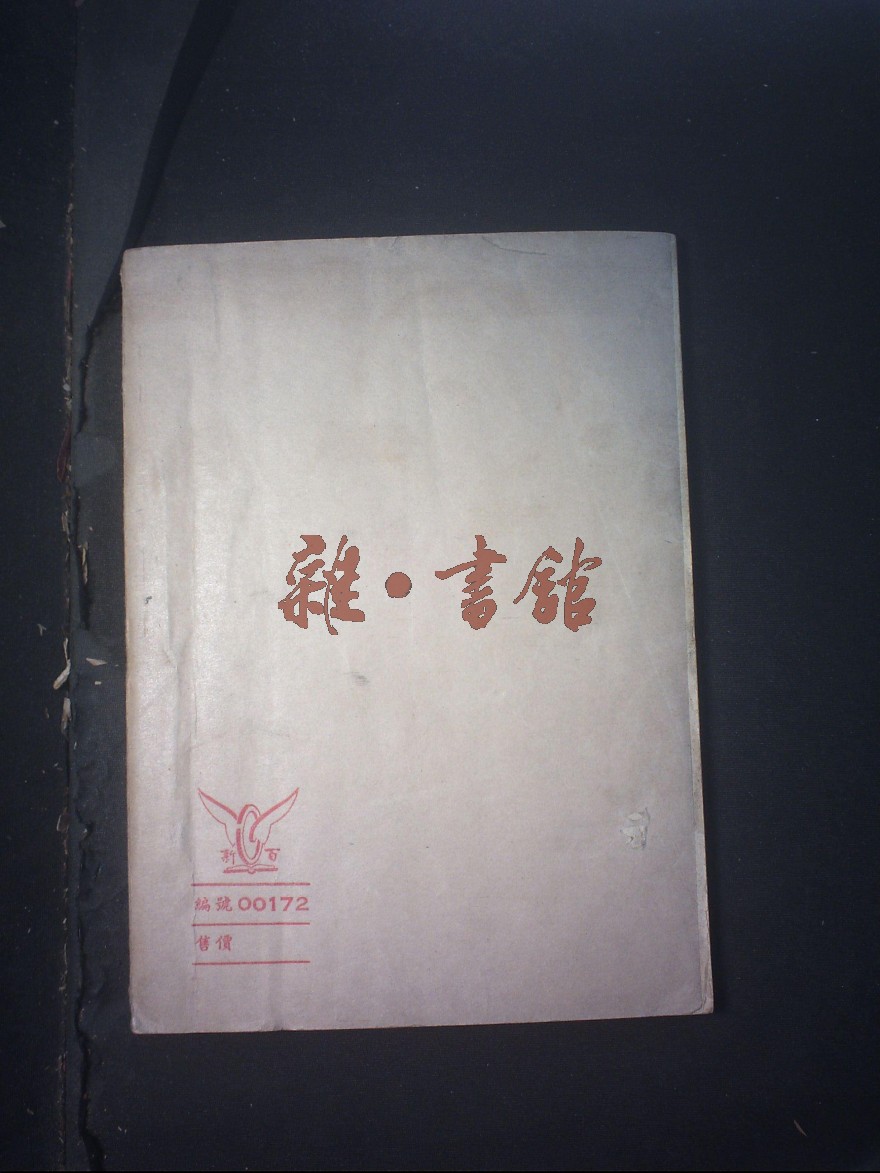 雜·書館
新百
編號 00172
售價